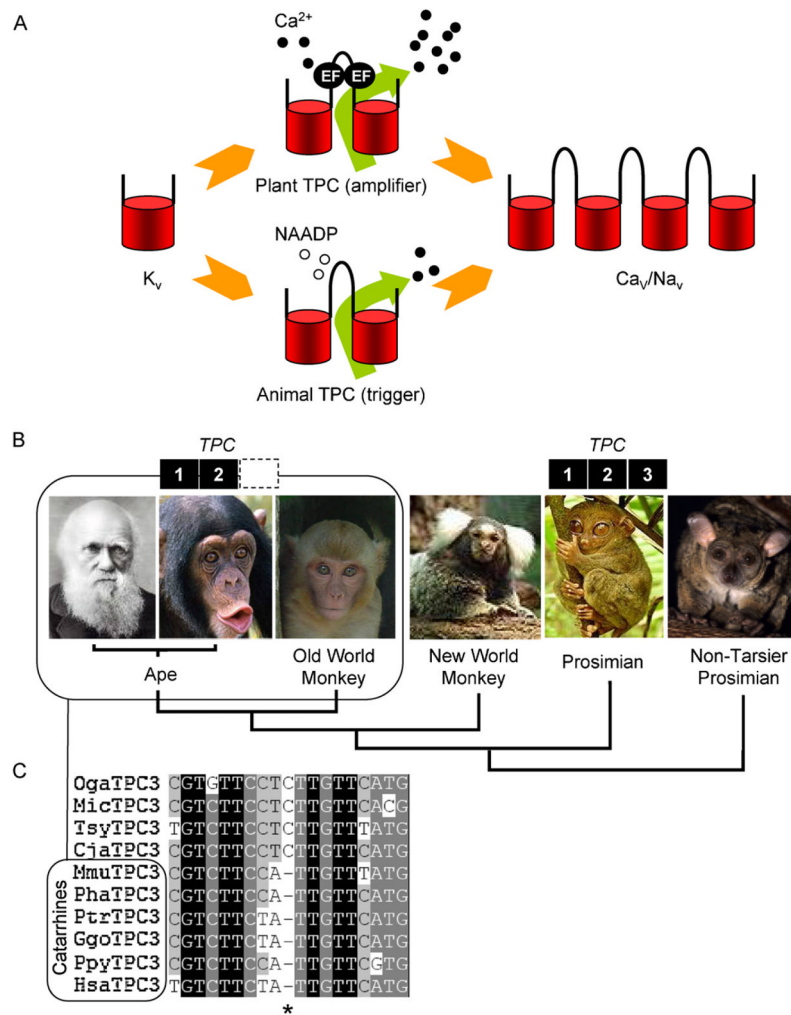 A
Ca²⁺
EF EF
Plant TPC (amplifier)
NAADP
Kv
Cav/Nav
Animal TPC (trigger)
B
TPC TPC
1 2 1 2 3
Ape
Old World
Monkey
New World
Monkey
Prosimian
Non-Tarsier
Prosimian
C
Catarrhines
OgaTPC3 CGTGTTCCTCTTGTTCATG
MicTPC3 CGTCTTCCTCTTGTTCACG
TsyTPC3 TGTCTTCCTCTTGTTTATG
CjaTPC3 CGTCTTCCTCTTGTTCATG
MmuTPC3 CGTCTTCCA-TTGTTTATG
PhaTPC3 CGTCTTCCA-TTGTTCATG
PtrTPC3 CGTCTTCTA-TTGTTCATG
GgoTPC3 CGTCTTCTA-TTGTTCATG
PpyTPC3 CGTCTTCCA-TTGTTCGTG
HsaTPC3 TGTCTTCTA-TTGTTCATG
*